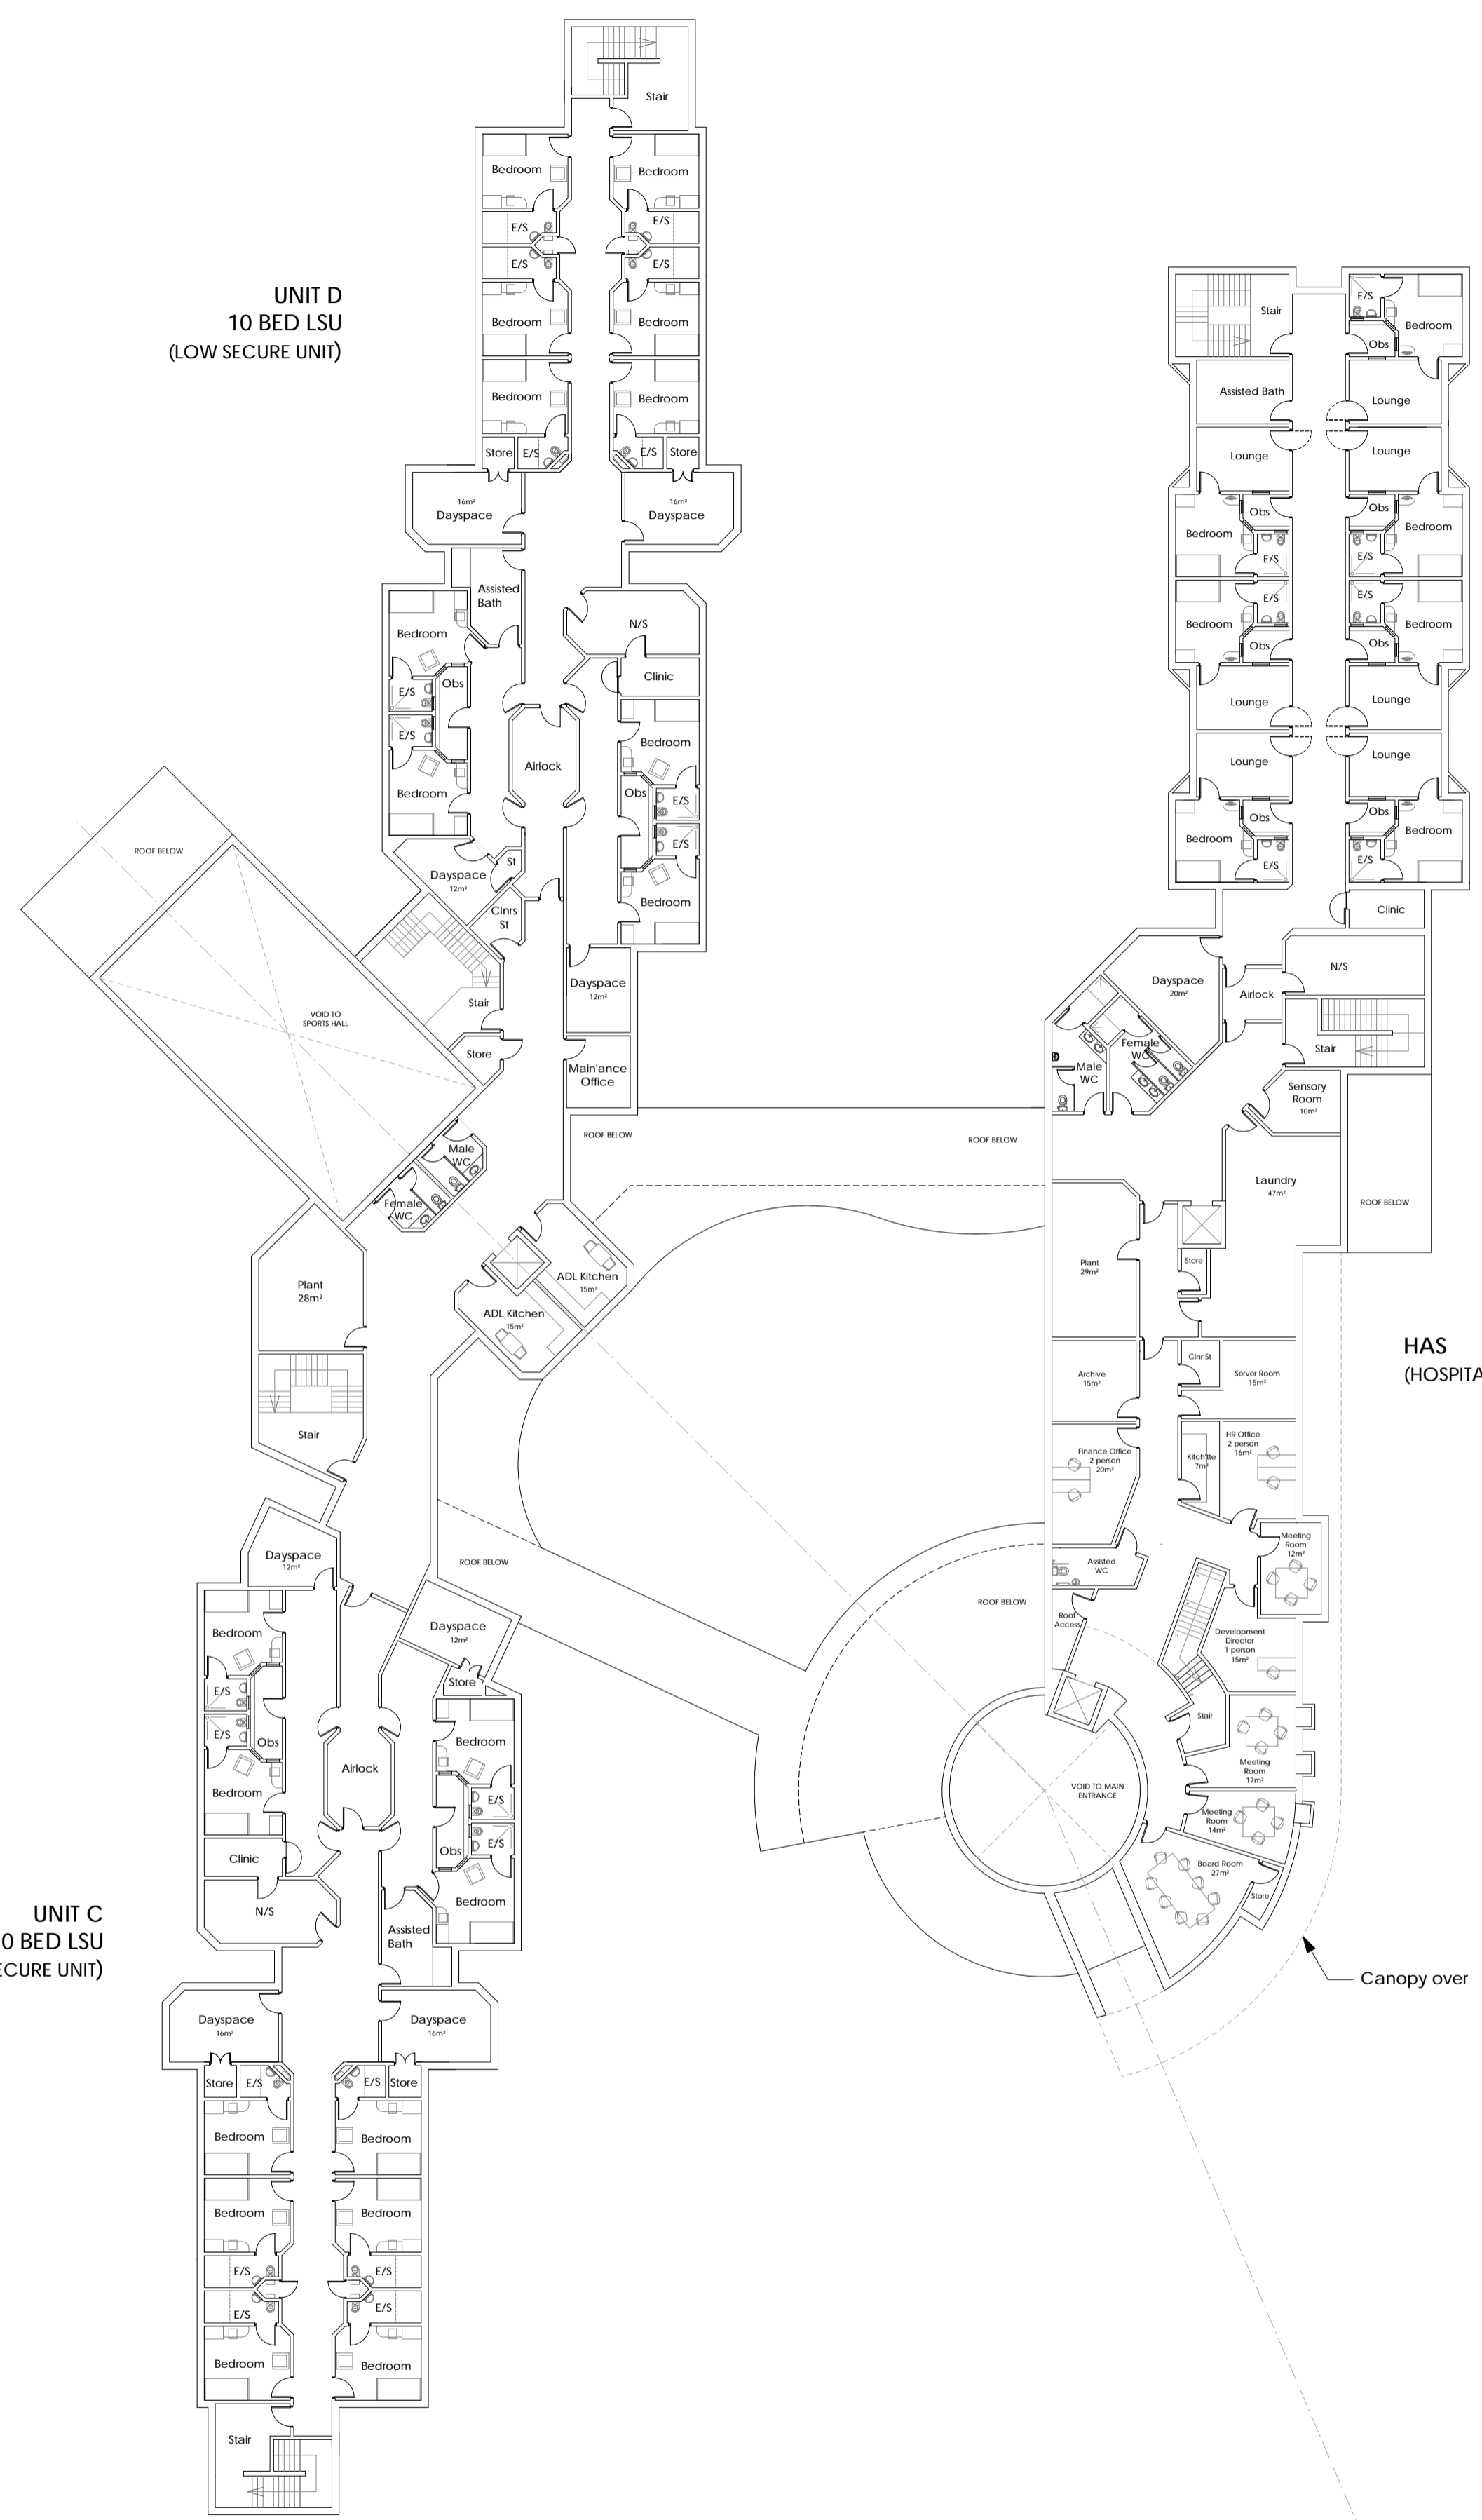 UNIT D
10 BED LSU
(LOW SECURE UNIT)
Stair
Bedroom
Bedroom
E/S
E/S
E/S
E/S
Bedroom
Bedroom
Bedroom
Bedroom
Store
E/S
E/S
Store
16m²
Dayspace
16m²
Dayspace
Assisted
Bath
Bedroom
N/S
Clinic
Obs
E/S
E/S
Bedroom
Airlock
Bedroom
Obs
E/S
E/S
Bedroom
Dayspace
12m²
St
Clnrs
St
Stair
Store
Dayspace
12m²
Main'ance
Office
ROOF BELOW
VOID TO
SPORTS HALL
Male
WC
Female
WC
ROOF BELOW
ROOF BELOW
ADL Kitchen
15m²
ADL Kitchen
15m²
Plant
28m²
Stair
Dayspace
12m²
ROOF BELOW
Dayspace
12m²
Store
Bedroom
E/S
E/S
Obs
Bedroom
Airlock
Bedroom
E/S
E/S
Obs
Bedroom
Clinic
N/S
Assisted
Bath
UNIT C
0 BED LSU
ECURE UNIT)
Dayspace
16m²
Dayspace
16m²
Store
E/S
E/S
Store
Bedroom
Bedroom
Bedroom
Bedroom
E/S
E/S
E/S
E/S
Bedroom
Bedroom
Stair
Stair
E/S
Bedroom
Obs
Assisted Bath
Lounge
Lounge
Lounge
Obs
Obs
Bedroom
Bedroom
E/S
E/S
E/S
E/S
Bedroom
Bedroom
Obs
Obs
Lounge
Lounge
Lounge
Lounge
Obs
Obs
Bedroom
Bedroom
E/S
E/S
Clinic
Dayspace
20m²
N/S
Airlock
Stair
Female
WC
Male
WC
Sensory
Room
10m²
Laundry
47m²
ROOF BELOW
Plant
29m²
Store
HAS
(HOSPITA
Archive
15m²
Clnr St
Server Room
15m²
Finance Office
2 person
20m²
Kitch'tte
7m²
HR Office
2 person
16m²
Meeting
Room
12m²
Assisted
WC
ROOF BELOW
Roof
Access
Development
Director
1 person
15m²
Stair
VOID TO MAIN
ENTRANCE
Meeting
Room
17m²
Meeting
Room
14m²
Board Room
27m²
Store
Canopy over